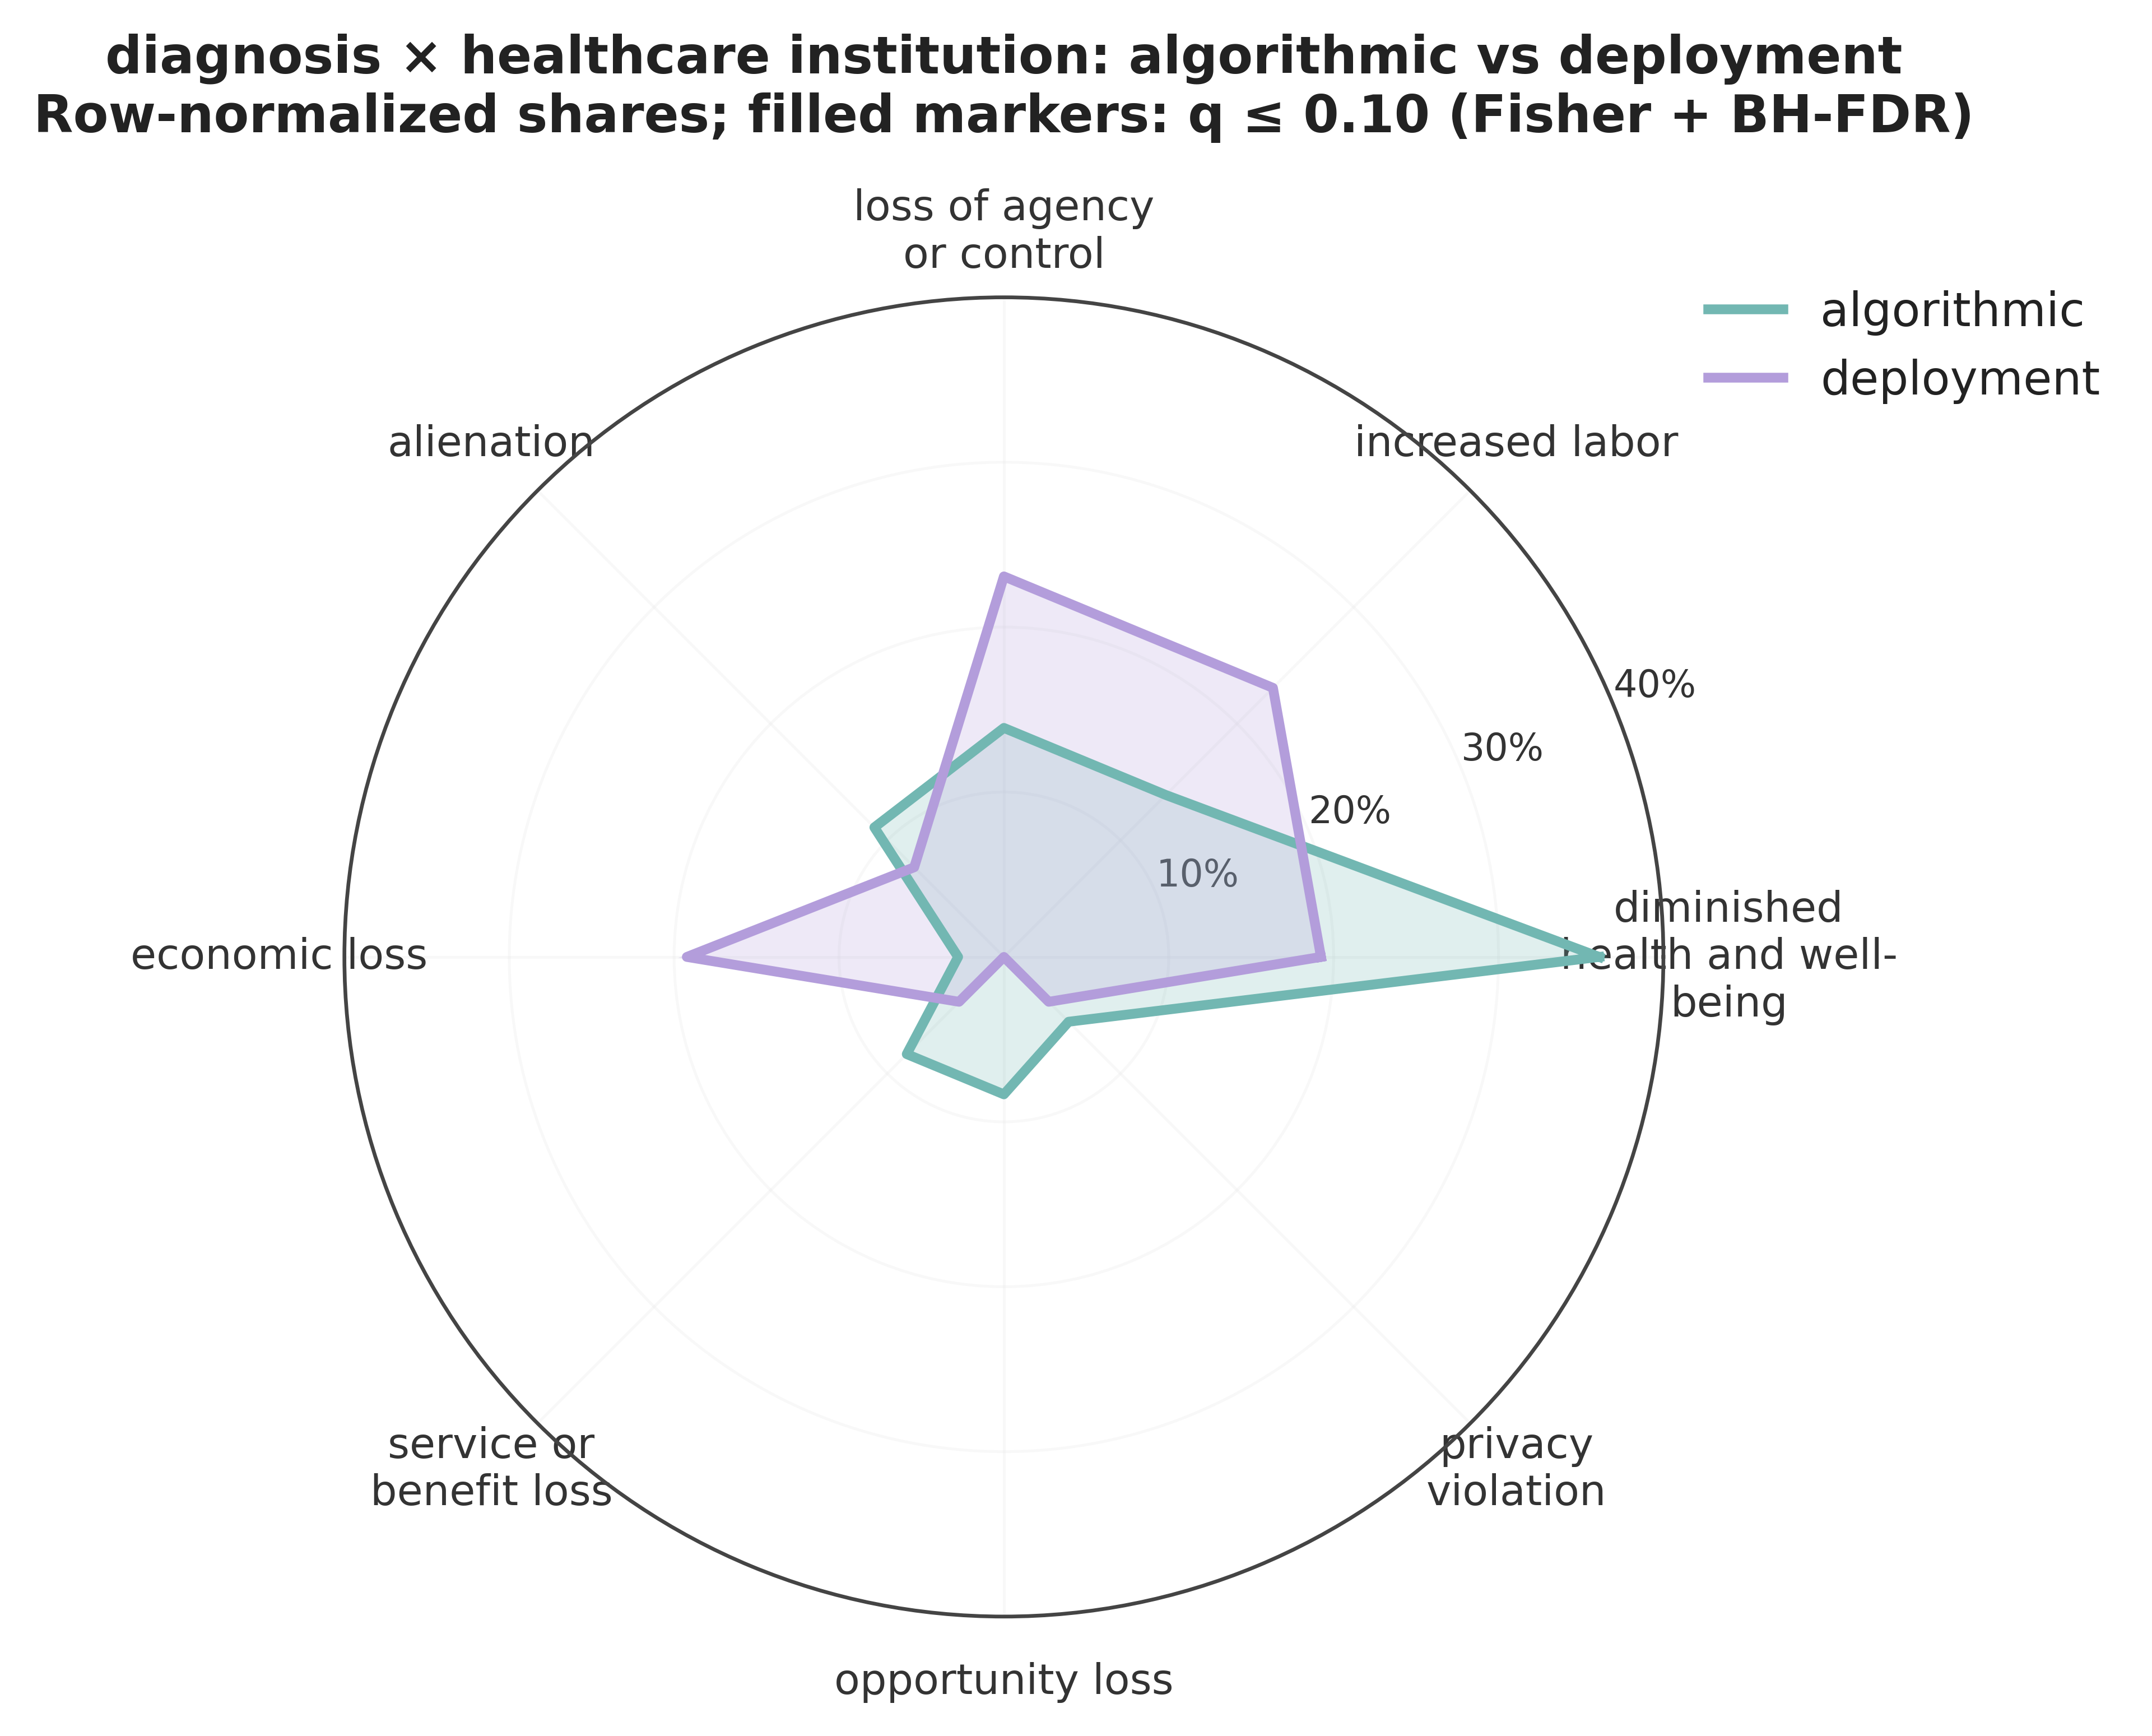 diagnosis × healthcare institution: algorithmic vs deployment
Row-normalized shares; filled markers: q ≤ 0.10 (Fisher + BH-FDR)
loss of agency
or control
algorithmic
deployment
alienation
increased labor
40%
30%
20%
10%
diminished
health and well-
being
economic loss
service or
benefit loss
privacy
violation
opportunity loss